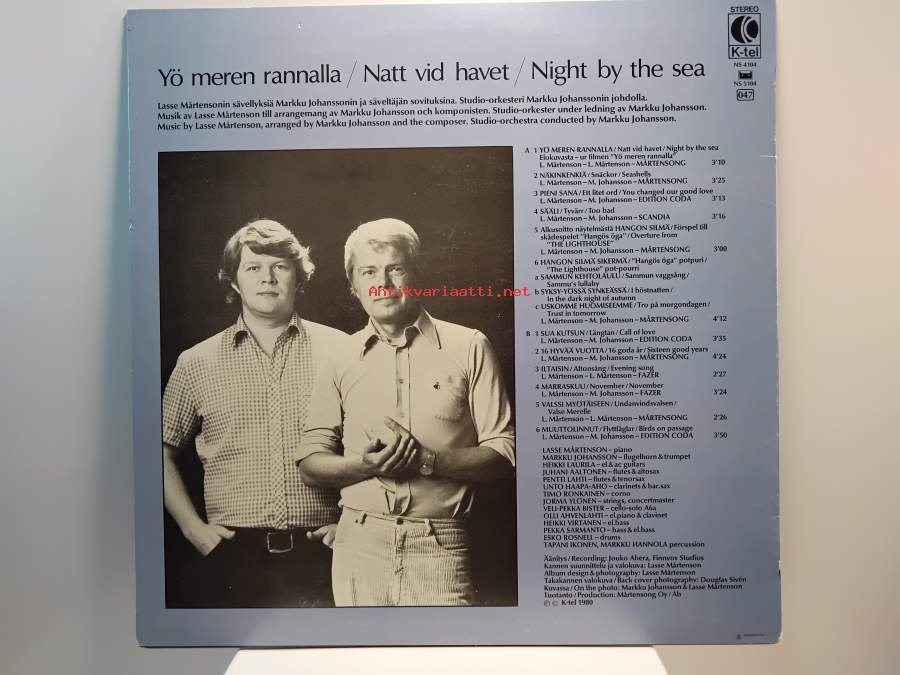 STEREO
K-tel
NS 4104
NS 5104
047
Yö meren rannalla / Natt vid havet / Night by the sea
Lasse Mårtensonin sävellyksiä Markku Johanssonin ja säveltäjän sovituksina. Studio-orkesteri Markku Johanssonin johdolla.
Musik av Lasse Mårtenson till arrangemang av Markku Johansson och komponisten. Studio-orkester under ledning av Markku Johansson.
Music by Lasse Mårtenson, arranged by Markku Johansson and the composer. Studio-orchestra conducted by Markku Johansson.
A 1 YÖ MEREN RANNALLA / Natt vid havet / Night by the sea
Elokuvasta – ur filmen "Yö meren rannalla"
L. Mårtenson – L. Mårtenson – MÅRTENSONG 3'10
2 NÄKINKENKIÄ / Snäckor / Seashells
L. Mårtenson – M. Johansson – MÅRTENSONG 3'25
3 PIENI SANA / Ett litet ord / You changed our good love
L. Mårtenson – M. Johansson – EDITION CODA 3'13
4 SÄÄLI / Tyvärr / Too bad
L. Mårtenson – M. Johansson – SCANDIA 3'16
5 Alkusoitto näytelmästä HANGON SILMÄ / Förspel till
skådespelet "Hangös öga" / Overture from
"THE LIGHTHOUSE"
L. Mårtenson – M. Johansson – MÅRTENSONG 3'00
6 HANGON SILMÄ SIKERMÄ / "Hangös öga" potpuri /
"The Lighthouse" pot-pourri
a SAMMUN KEHTOLAULU / Sammun vaggsång /
Sammu's lullaby
b SYKSY-YÖSSÄ SYNKEÄSSÄ / I höstnatten /
In the dark night of autumn
c USKOMME HUOMISEEMME / Tro på morgondagen /
Trust in tomorrow
L. Mårtenson – M. Johansson – MÅRTENSONG 4'12
B 1 SUA KUTSUN / Längtan / Call of love
L. Mårtenson – M. Johansson – EDITION CODA 3'35
2 16 HYVÄÄ VUOTTA / 16 goda år / Sixteen good years
L. Mårtenson – M. Johansson – MÅRTENSONG 4'24
3 ILTAISIN / Aftonsång / Evening song
L. Mårtenson – L. Mårtenson – FAZER 2'27
4 MARRASKUU / November / November
L. Mårtenson – M. Johansson – FAZER 3'24
5 VALSSI MYÖTÄISEEN / Undanvindsvalsen /
Valse Merelle
L. Mårtenson – L. Mårtenson – MÅRTENSONG 2'26
6 MUUTTOLINNUT / Flyttfåglar / Birds on passage
L. Mårtenson – M. Johansson – EDITION CODA 3'50
LASSE MÅRTENSON – piano
MARKKU JOHANSSON – flugelhorn & trumpet
HEIKKI LAURILA – el & ac guitars
JUHANI AALTONEN – flutes & altosax
PENTTI LAHTI – flutes & tenorsax
UNTO HAAPA-AHO – clarinets & bar.sax
TIMO RONKAINEN – corno
JORMA YLÖNEN – strings, concertmaster
VELI-PEKKA BISTER – cello-solo A6a
OLLI AHVENLAHTI – el.piano & clavinet
HEIKKI VIRTANEN – el.bass
PEKKA SARMANTO – bass & el.bass
ESKO ROSNELL – drums
TAPANI IKONEN, MARKKU HANNOLA percussion
Äänitys / Recording: Jouko Ahera, Finnvox Studios
Kannen suunnittelu ja valokuva: Lasse Mårtenson
Album design & photography: Lasse Mårtenson
Takakannen valokuva / Back cover photography: Douglas Sivén
Kuvassa / On the photo: Markku Johansson & Lasse Mårtenson
Tuotanto / Production: Mårtensong Oy / Ab
℗ © K-tel 1980
Antikvariaatti.net